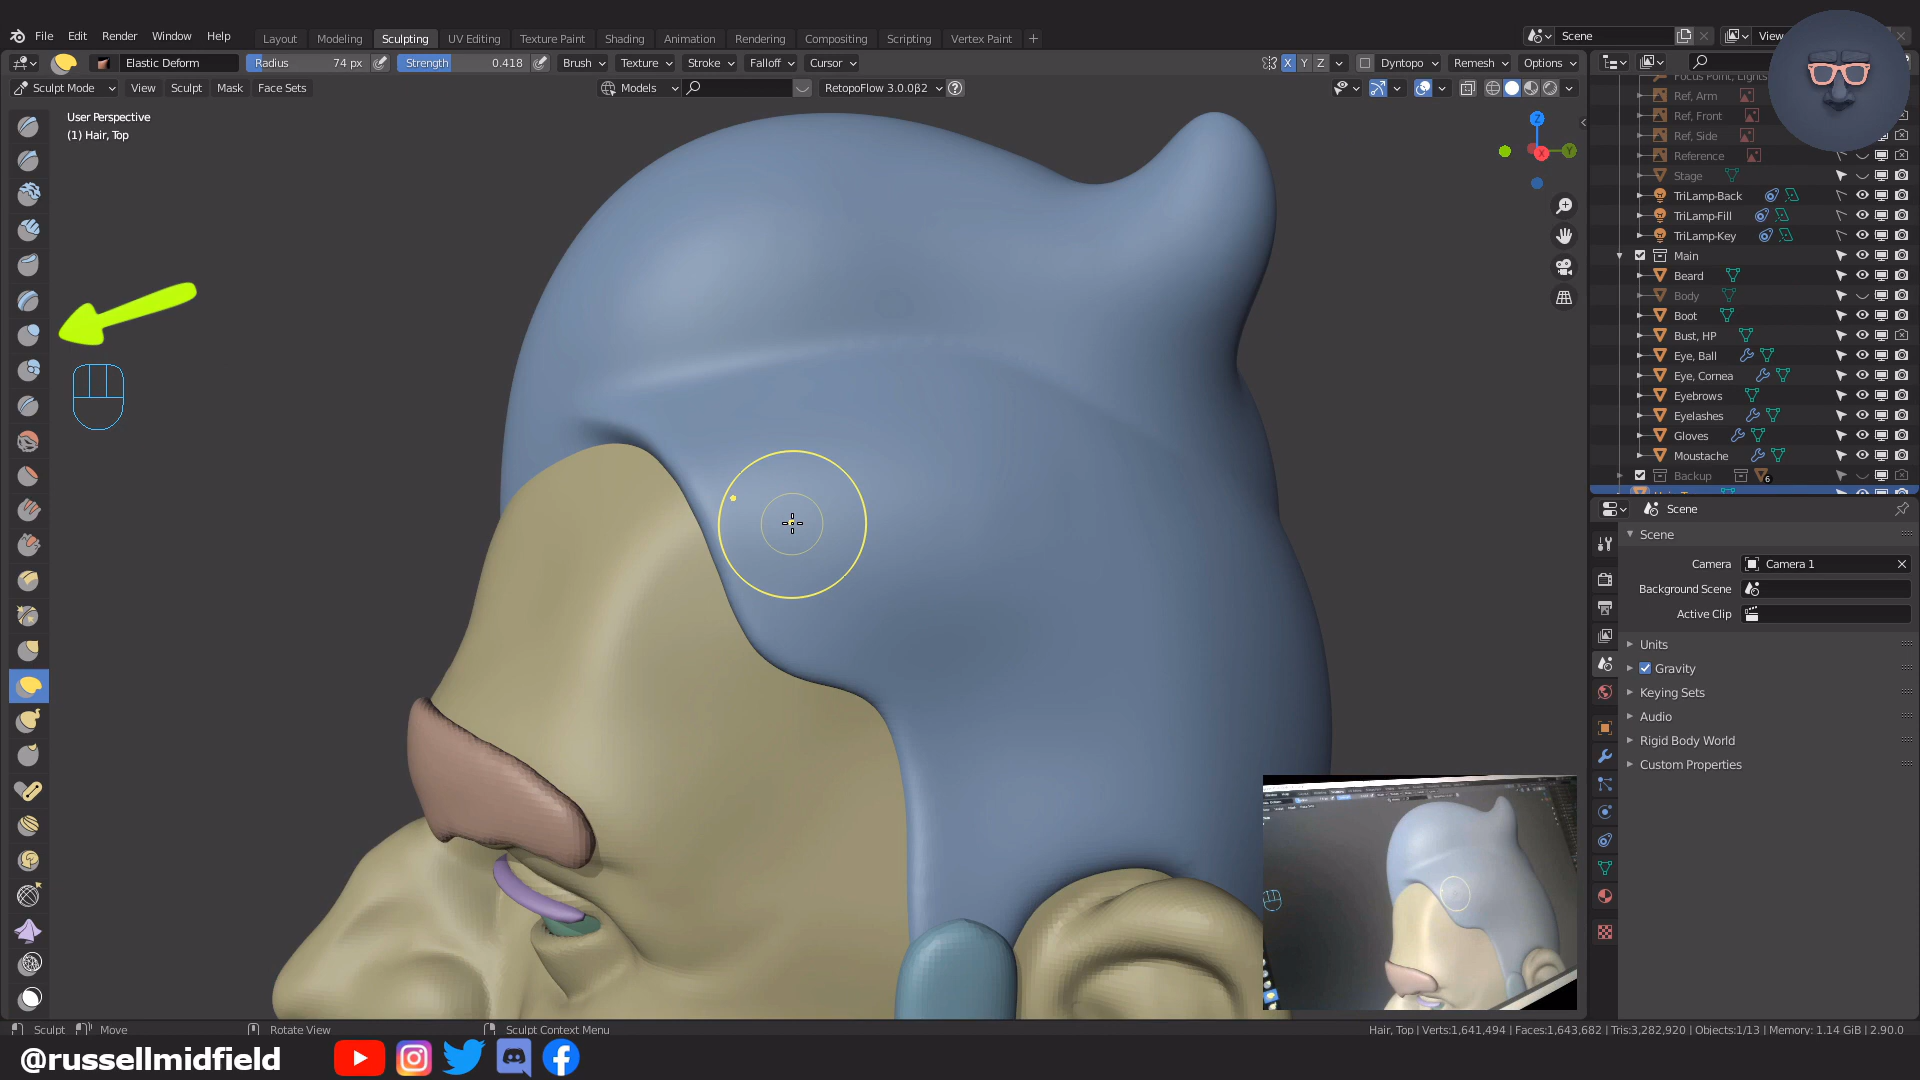 File Edit Render Window Help Layout Modeling Sculpting UV Editing Texture Paint Shading Animation Rendering Compositing Scripting Vertex Paint + Scene
Elastic Deform Radius 74 px Strength 0.418 Brush Texture Stroke Falloff Cursor X Y Z Dyntopo Remesh Options
Sculpt Mode View Sculpt Mask Face Sets Models RetopoFlow 3.0.0β2
User Perspective
(1) Hair, Top
Z
X
Y
Focus Point, Lights
Ref, Arm
Ref, Front
Ref, Side
Reference
Stage
TriLamp-Back
TriLamp-Fill
TriLamp-Key
Main
Beard
Body
Boot
Bust, HP
Eye, Ball
Eye, Cornea
Eyebrows
Eyelashes
Gloves
Moustache
Backup 6
Scene
Scene
Camera Camera 1
Background Scene
Active Clip
Units
Gravity
Keying Sets
Audio
Rigid Body World
Custom Properties
Sculpt Move Rotate View Sculpt Context Menu Hair, Top | Verts:1,641,494 | Faces:1,643,682 | Tris:3,282,920 | Objects:1/13 | Memory: 1.14 GiB | 2.90.0
@russellmidfield